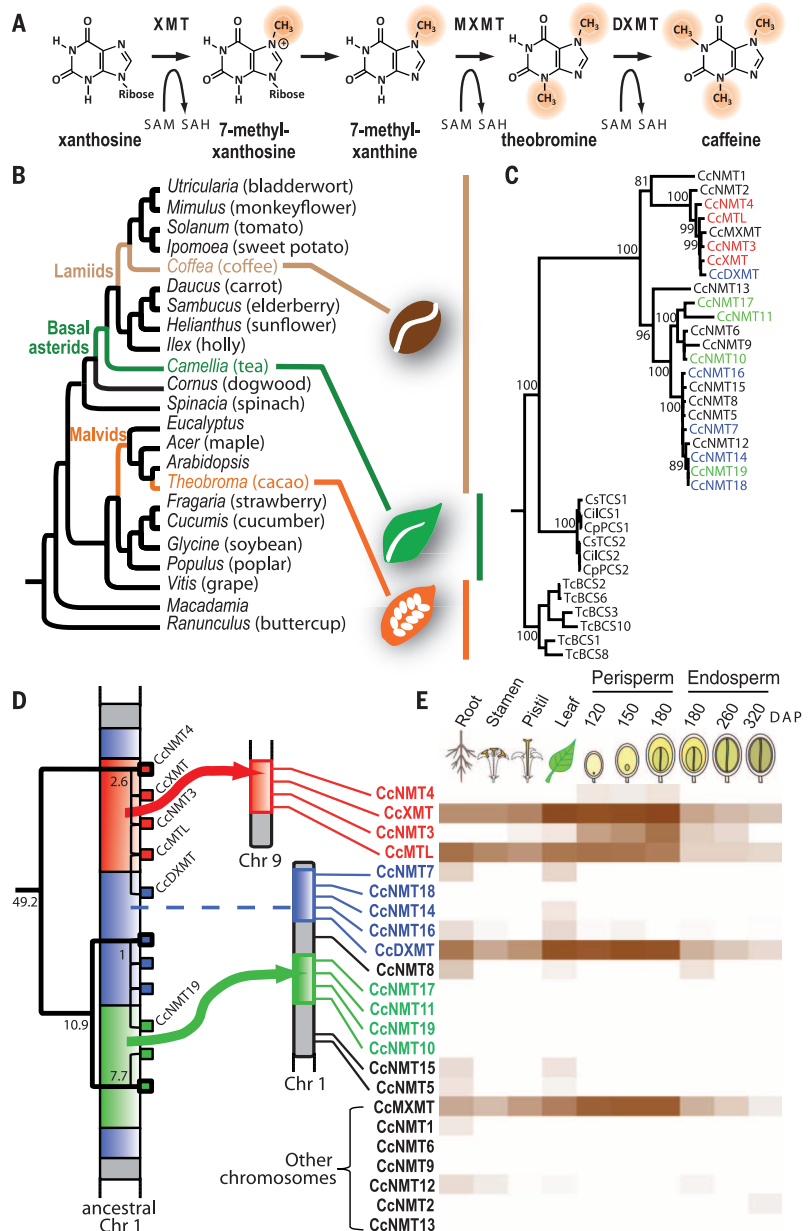 A
XMT
MXMT
DXMT
O
H
N
N
O
N
H
N
Ribose
O
CH3
H
N
N
+
O
N
H
N
Ribose
O
CH3
H
N
N
O
N
H
N
O
CH3
H
N
N
O
N
N
CH3
O
CH3
CH3
N
N
O
N
N
CH3
SAM SAH
SAM SAH
SAM SAH
xanthosine
7-methyl-
xanthosine
7-methyl-
xanthine
theobromine
caffeine
B
Utricularia (bladderwort)
Mimulus (monkeyflower)
Solanum (tomato)
Ipomoea (sweet potato)
Lamiids
Coffea (coffee)
Daucus (carrot)
Sambucus (elderberry)
Helianthus (sunflower)
Basal
asterids
Ilex (holly)
Camellia (tea)
Cornus (dogwood)
Spinacia (spinach)
Eucalyptus
Malvids
Acer (maple)
Arabidopsis
Theobroma (cacao)
Fragaria (strawberry)
Cucumis (cucumber)
Glycine (soybean)
Populus (poplar)
Vitis (grape)
Macadamia
Ranunculus (buttercup)
C
81
CcNMT1
CcNMT2
100
CcNMT4
CcMTL
99
CcMXMT
99
CcNMT3
CcXMT
CcDXMT
100
CcNMT13
CcNMT17
100
CcNMT11
96
CcNMT6
CcNMT9
CcNMT10
100
CcNMT16
CcNMT15
100
CcNMT8
CcNMT5
CcNMT7
CcNMT12
89
CcNMT14
CcNMT19
CcNMT18
100
CsTCS1
CilCS1
100
CpPCS1
CsTCS2
CilCS2
CpPCS2
TcBCS2
TcBCS6
TcBCS3
TcBCS10
100
TcBCS1
TcBCS8
D
CcNMT4
2.6
CcXMT
CcNMT3
CcMTL
CcDXMT
49.2
1
CcNMT19
10.9
7.7
ancestral
Chr 1
Chr 9
Chr 1
E
Perisperm
Endosperm
Root
Stamen
Pistil
Leaf
120
150
180
180
260
320
DAP
CcNMT4
CcXMT
CcNMT3
CcMTL
CcNMT7
CcNMT18
CcNMT14
CcNMT16
CcDXMT
CcNMT8
CcNMT17
CcNMT11
CcNMT19
CcNMT10
CcNMT15
CcNMT5
CcMXMT
CcNMT1
CcNMT6
Other
chromosomes
CcNMT9
CcNMT12
CcNMT2
CcNMT13